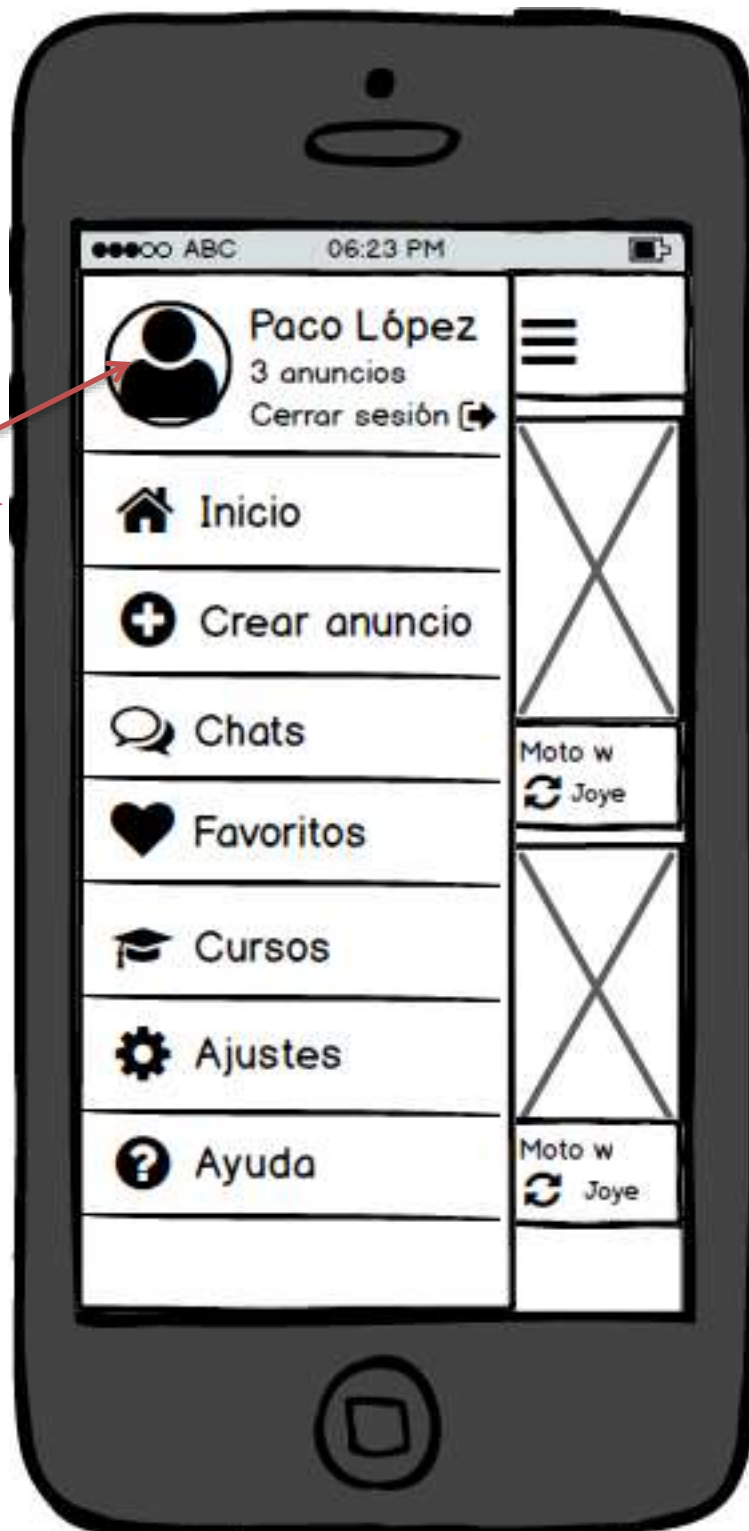 ABC 06:23 PM
Paco López
3 anuncios
Cerrar sesión
Inicio
Crear anuncio
Chats
Favoritos
Cursos
Ajustes
Ayuda
Moto w
Joye
Moto w
Joye